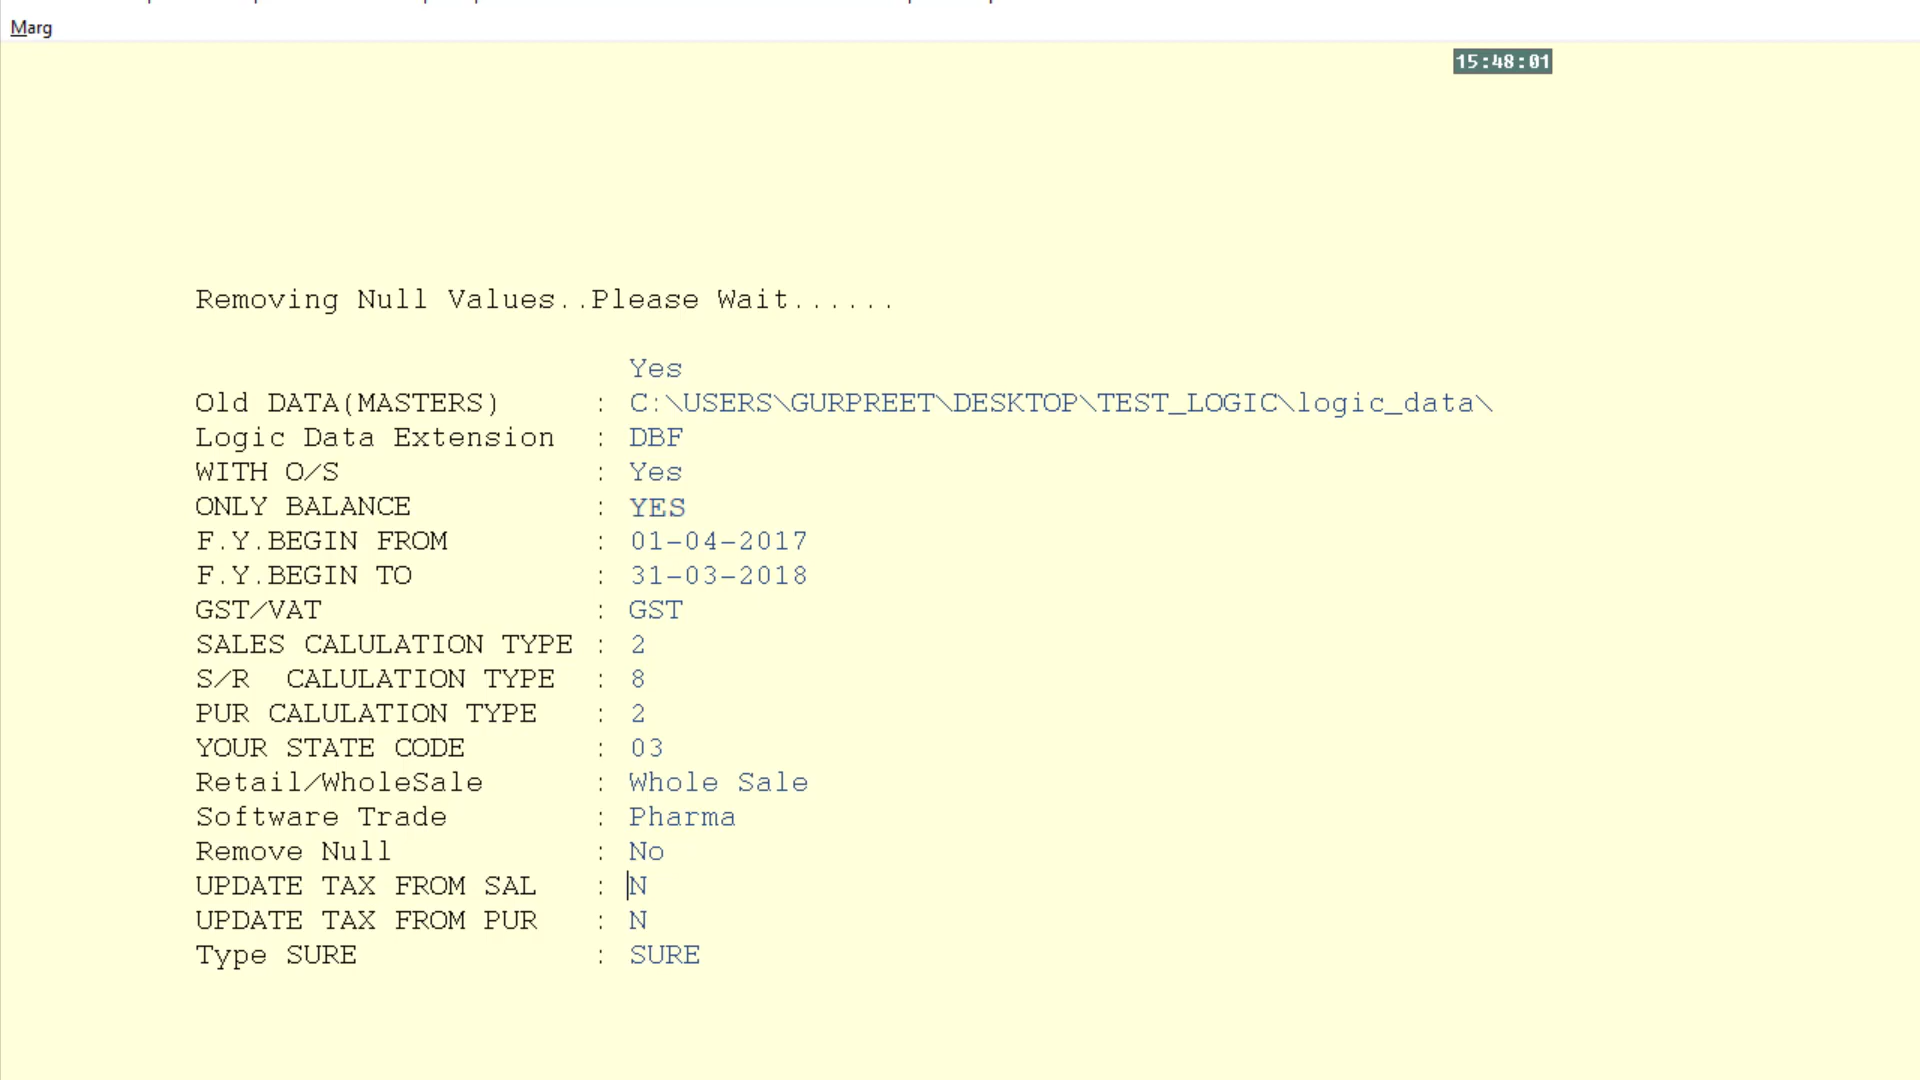 Marg
15:48:01
Removing Null Values..Please Wait......
Yes
Old DATA(MASTERS) : C:\USERS\GURPREET\DESKTOP\TEST_LOGIC\logic_data\
Logic Data Extension : DBF
WITH O/S : Yes
ONLY BALANCE : YES
F.Y.BEGIN FROM : 01-04-2017
F.Y.BEGIN TO : 31-03-2018
GST/VAT : GST
SALES CALULATION TYPE : 2
S/R CALULATION TYPE : 8
PUR CALULATION TYPE : 2
YOUR STATE CODE : 03
Retail/WholeSale : Whole Sale
Software Trade : Pharma
Remove Null : No
UPDATE TAX FROM SAL : N
UPDATE TAX FROM PUR : N
Type SURE : SURE